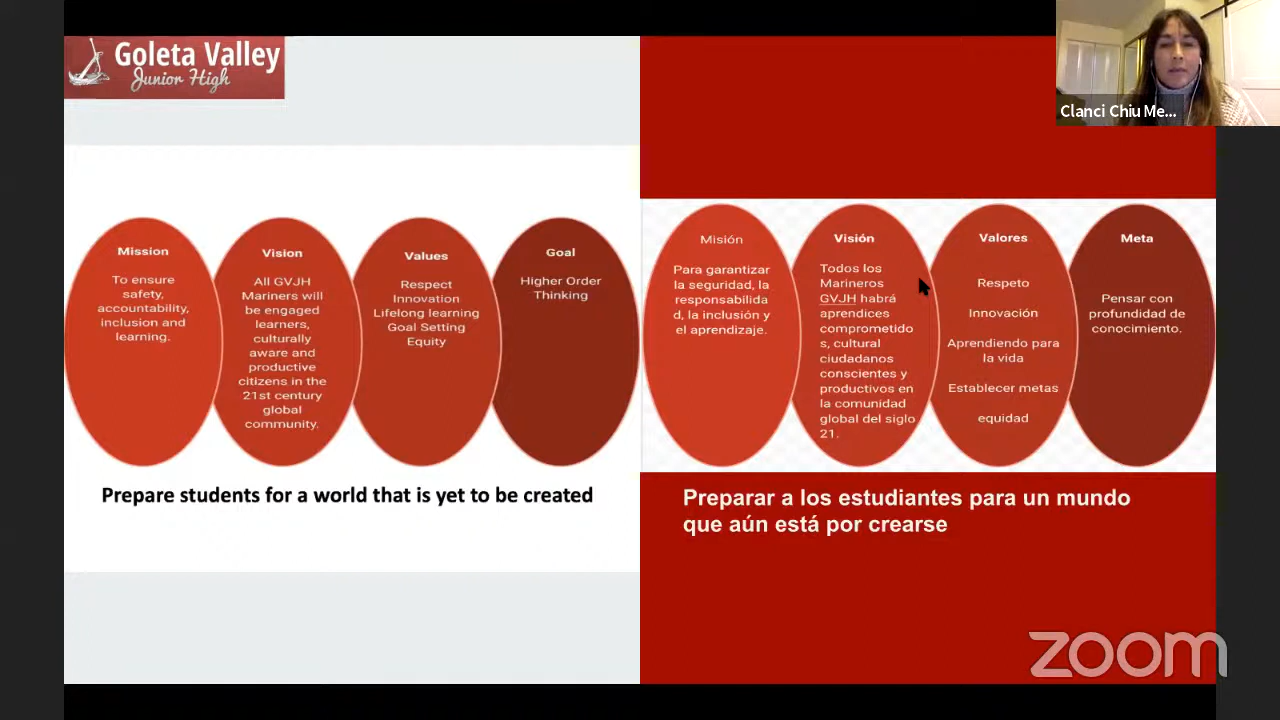 Goleta Valley
Junior High
Mission
To ensure
safety,
accountability,
inclusion and
learning.
Vision
All GVJH
Mariners will
be engaged
learners,
culturally
aware and
productive
citizens in the
21st century
global
community.
Values
Respect
Innovation
Lifelong learning
Goal Setting
Equity
Goal
Higher Order
Thinking
Prepare students for a world that is yet to be created
Misión
Para garantizar
la seguridad, la
responsabilida
d, la inclusión y
el aprendizaje.
Visión
Todos los
Marineros
GVJH habrá
aprendices
comprometido
s, cultural
ciudadanos
conscientes y
productivos en
la comunidad
global del siglo
21.
Valores
Respeto
Innovación
Aprendiendo para
la vida
Establecer metas
equidad
Meta
Pensar con
profundidad de
conocimiento.
Preparar a los estudiantes para un mundo
que aún está por crearse
Clanci Chiu Me...
zoom